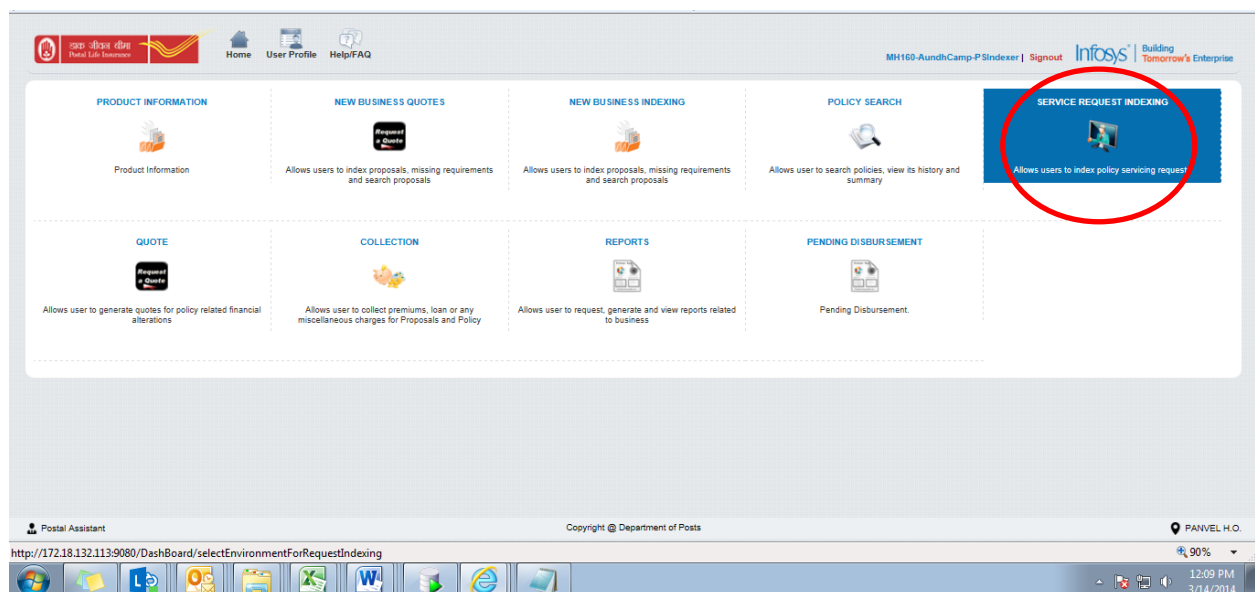 डाक जीवन बीमा
Postal Life Insurance
Home User Profile Help/FAQ
MH160-AundhCamp-PSIndexer | Signout
Infosys | Building Tomorrow's Enterprise
PRODUCT INFORMATION
Product Information
NEW BUSINESS QUOTES
Request a Quote
Allows users to index proposals, missing requirements
and search proposals
NEW BUSINESS INDEXING
Allows users to index proposals, missing requirements
and search proposals
POLICY SEARCH
Allows user to search policies, view its history and
summary
SERVICE REQUEST INDEXING
Allows users to index policy servicing request
QUOTE
Request a Quote
Allows user to generate quotes for policy related financial
alterations
COLLECTION
Allows user to collect premiums, loan or any
miscellaneous charges for Proposals and Policy
REPORTS
Allows user to request, generate and view reports related
to business
PENDING DISBURSEMENT
Pending Disbursement.
Postal Assistant
Copyright @ Department of Posts
PANVEL H.O.
http://172.18.132.113:9080/DashBoard/selectEnvironmentForRequestIndexing
90%
12:09 PM
3/14/2014